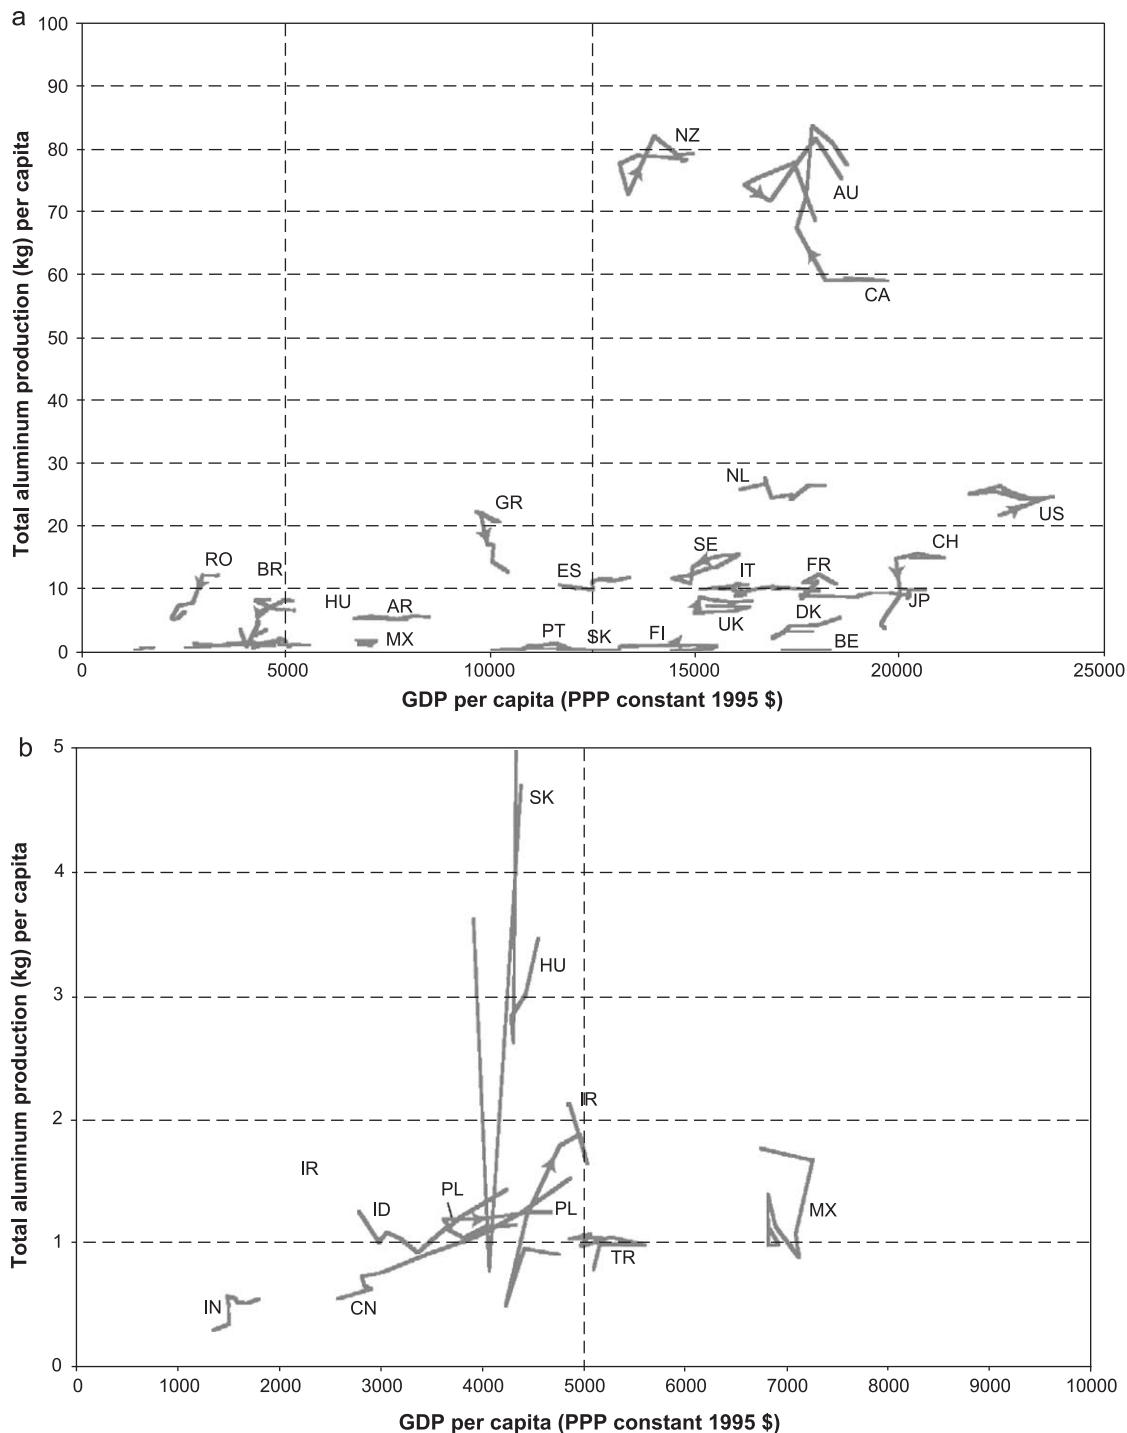 a
Total aluminum production (kg) per capita
100
90
80
70
60
50
40
30
20
10
0
NZ
AU
CA
NL
US
GR
SE
CH
RO
BR
ES
IT
FR
HU
AR
JP
DK
UK
PT
SK
FI
MX
BE
0 5000 10000 15000 20000 25000
GDP per capita (PPP constant 1995 $)
b
Total aluminum production (kg) per capita
5
4
3
2
1
0
SK
HU
IR
IR
ID
PL
PL
MX
TR
IN
CN
0 1000 2000 3000 4000 5000 6000 7000 8000 9000 10000
GDP per capita (PPP constant 1995 $)